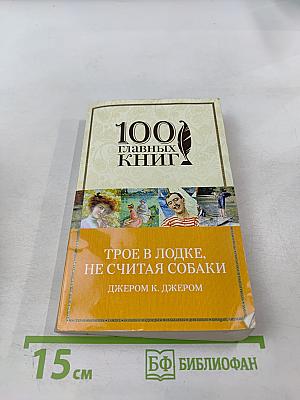 100
ГЛАВНЫХ
КНИГ
ТРОЕ В ЛОДКЕ,
НЕ СЧИТАЯ СОБАКИ
ДЖЕРОМ К. ДЖЕРОМ
15 см
БФ БИБЛИОФАН